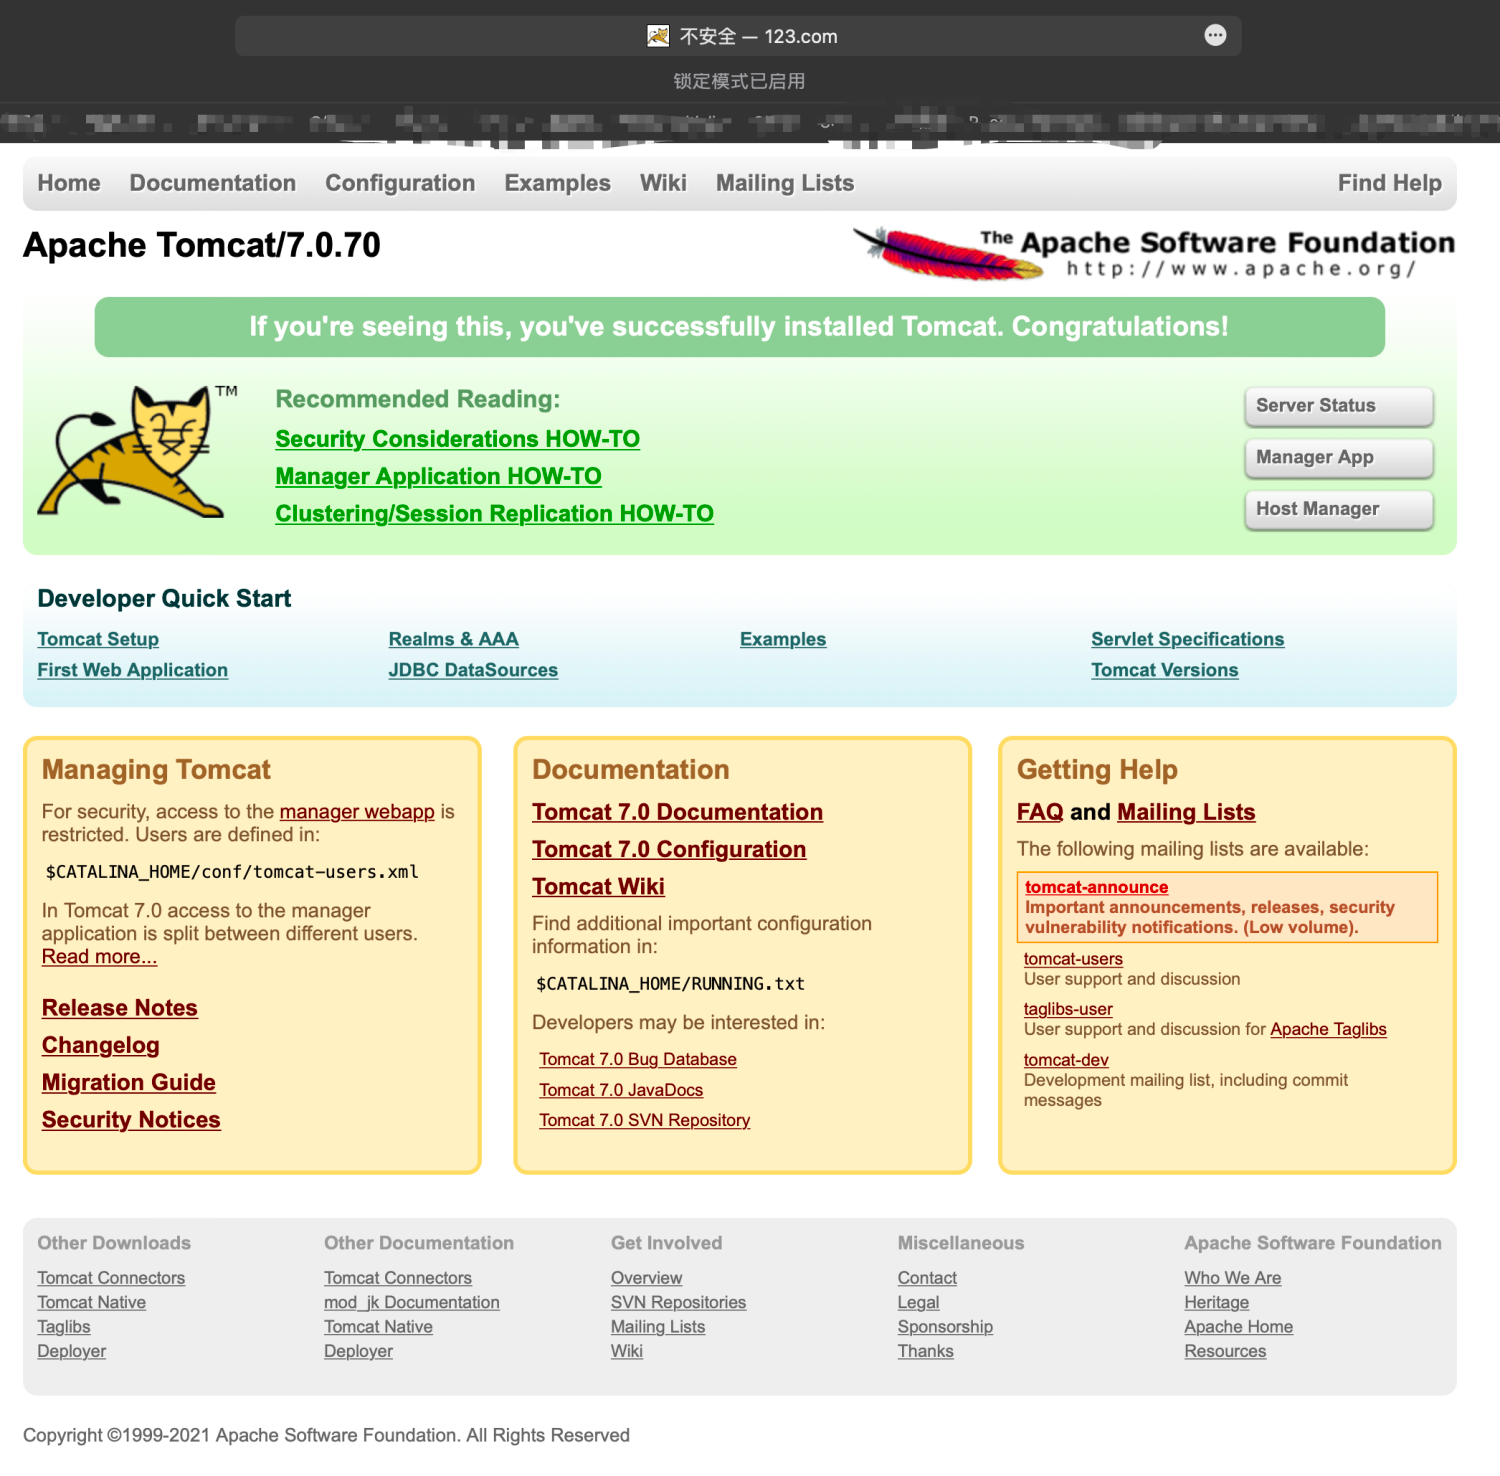 不安全 — 123.com
锁定模式已启用
Home Documentation Configuration Examples Wiki Mailing Lists Find Help
Apache Tomcat/7.0.70
The Apache Software Foundation
http://www.apache.org/
If you're seeing this, you've successfully installed Tomcat. Congratulations!
TM
Recommended Reading:
Security Considerations HOW-TO
Manager Application HOW-TO
Clustering/Session Replication HOW-TO
Server Status
Manager App
Host Manager
Developer Quick Start
Tomcat Setup
First Web Application
Realms & AAA
JDBC DataSources
Examples
Servlet Specifications
Tomcat Versions
Managing Tomcat
For security, access to the manager webapp is
restricted. Users are defined in:
$CATALINA_HOME/conf/tomcat-users.xml
In Tomcat 7.0 access to the manager
application is split between different users.
Read more...
Release Notes
Changelog
Migration Guide
Security Notices
Documentation
Tomcat 7.0 Documentation
Tomcat 7.0 Configuration
Tomcat Wiki
Find additional important configuration
information in:
$CATALINA_HOME/RUNNING.txt
Developers may be interested in:
Tomcat 7.0 Bug Database
Tomcat 7.0 JavaDocs
Tomcat 7.0 SVN Repository
Getting Help
FAQ and Mailing Lists
The following mailing lists are available:
tomcat-announce
Important announcements, releases, security
vulnerability notifications. (Low volume).
tomcat-users
User support and discussion
taglibs-user
User support and discussion for Apache Taglibs
tomcat-dev
Development mailing list, including commit
messages
Other Downloads
Tomcat Connectors
Tomcat Native
Taglibs
Deployer
Other Documentation
Tomcat Connectors
mod_jk Documentation
Tomcat Native
Deployer
Get Involved
Overview
SVN Repositories
Mailing Lists
Wiki
Miscellaneous
Contact
Legal
Sponsorship
Thanks
Apache Software Foundation
Who We Are
Heritage
Apache Home
Resources
Copyright ©1999-2021 Apache Software Foundation. All Rights Reserved